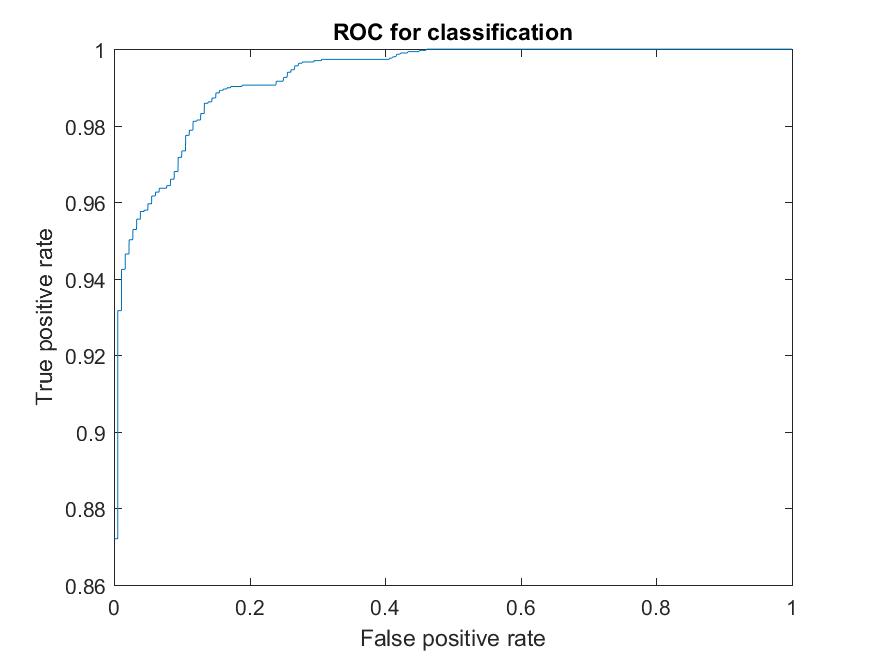 ROC for classification
1
0.98
0.96
0.94
0.92
0.9
0.88
0.86
True positive rate
0 0.2 0.4 0.6 0.8 1
False positive rate